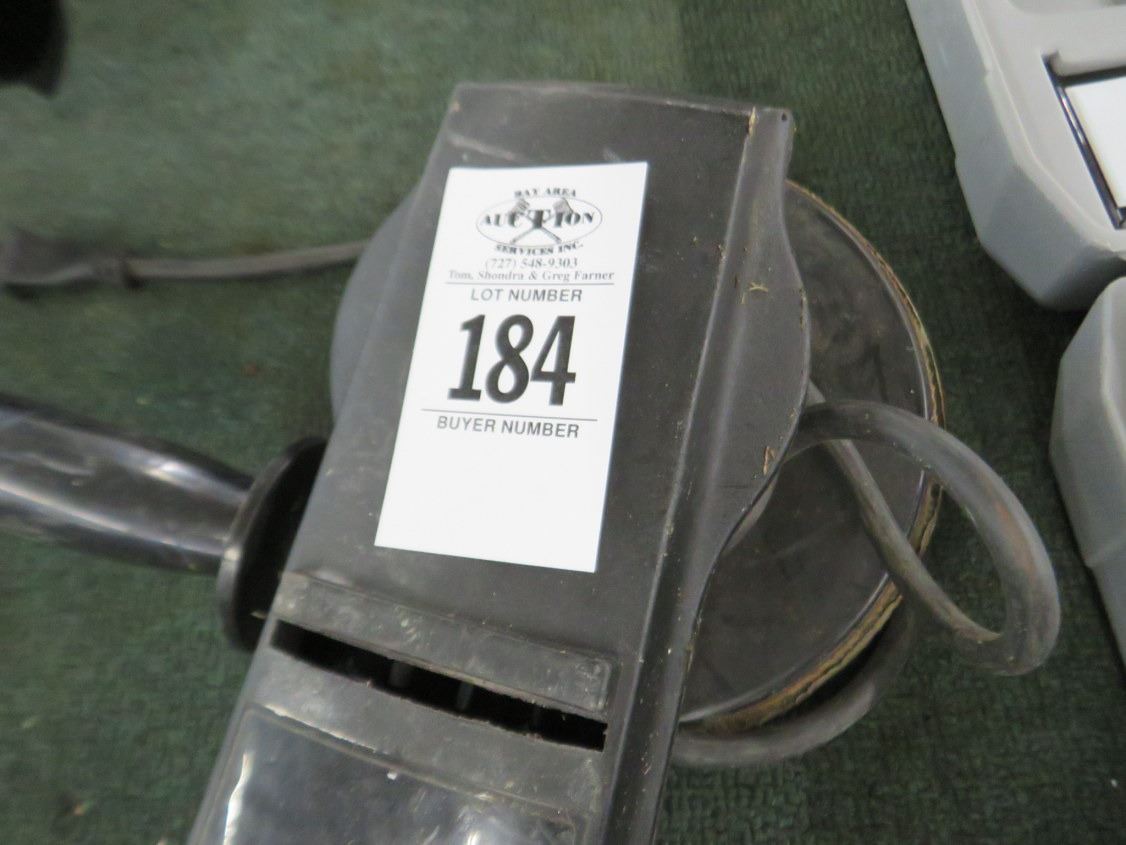 BAY AREA
AUCTION
SERVICES INC.
(727) 548-9303
Tom, Shondra & Greg Farner
LOT NUMBER
184
BUYER NUMBER